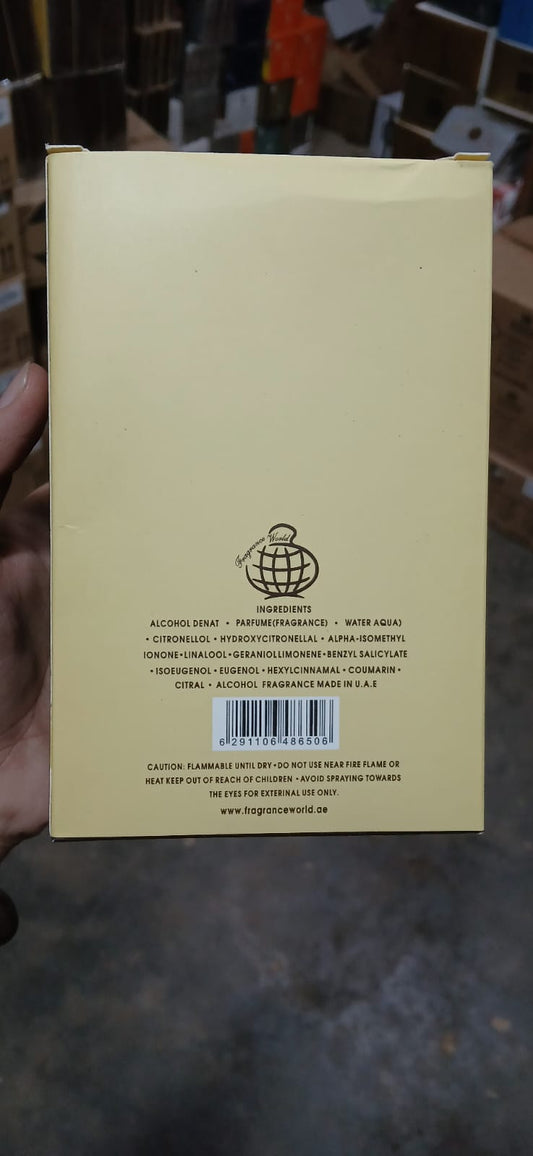 Fragrance World
INGREDIENTS
ALCOHOL DENAT • PARFUME(FRAGRANCE) • WATER AQUA)
• CITRONELLOL • HYDROXYCITRONELLAL • ALPHA-ISOMETHYL
IONONE•LINALOOL•GERANIOLLIMONENE•BENZYL SALICYLATE
•ISOEUGENOL • EUGENOL • HEXYLCINNAMAL • COUMARIN •
CITRAL • ALCOHOL FRAGRANCE MADE IN U.A.E
6 291106 486506
CAUTION: FLAMMABLE UNTIL DRY•DO NOT USE NEAR FIRE FLAME OR
HEAT KEEP OUT OF REACH OF CHILDREN •AVOID SPRAYING TOWARDS
THE EYES FOR EXTERINAL USE ONLY.
www.fragranceworld.ae